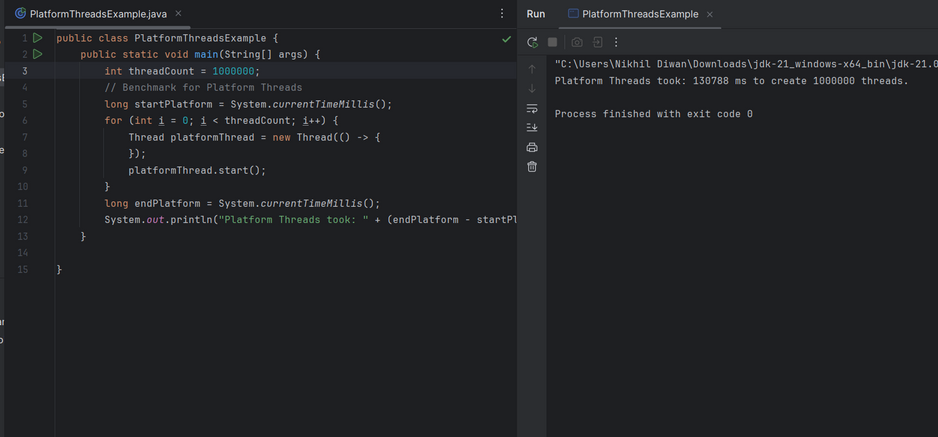 PlatformThreadsExample.java
Run PlatformThreadsExample
1 public class PlatformThreadsExample {
2 public static void main(String[] args) {
3 int threadCount = 1000000;
4 // Benchmark for Platform Threads
5 long startPlatform = System.currentTimeMillis();
6 for (int i = 0; i < threadCount; i++) {
7 Thread platformThread = new Thread(() -> {
8 });
9 platformThread.start();
10 }
11 long endPlatform = System.currentTimeMillis();
12 System.out.println("Platform Threads took: " + (endPlatform - startPl
13 }
14
15 }
"C:\Users\Nikhil Diwan\Downloads\jdk-21_windows-x64_bin\jdk-21.0
Platform Threads took: 130788 ms to create 1000000 threads.
Process finished with exit code 0